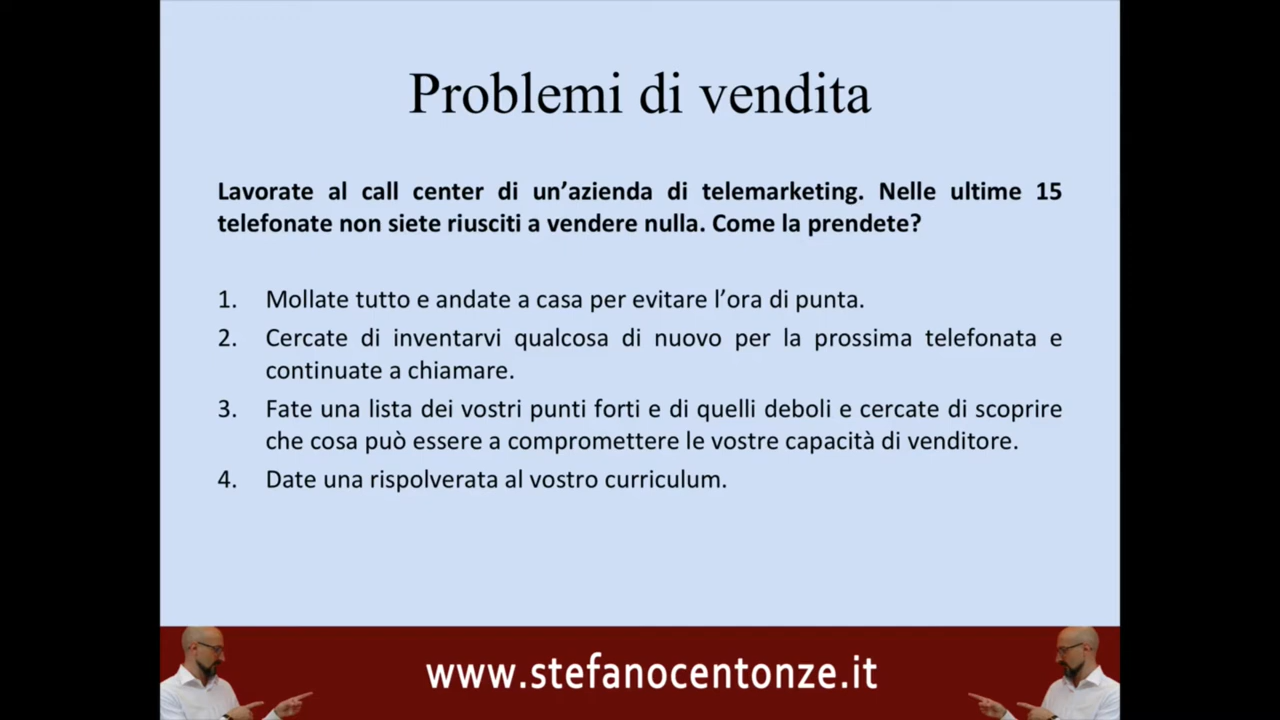 Problemi di vendita
Lavorate al call center di un’azienda di telemarketing. Nelle ultime 15
telefonate non siete riusciti a vendere nulla. Come la prendete?
1. Mollate tutto e andate a casa per evitare l’ora di punta.
2. Cercate di inventarvi qualcosa di nuovo per la prossima telefonata e
continuate a chiamare.
3. Fate una lista dei vostri punti forti e di quelli deboli e cercate di scoprire
che cosa può essere a compromettere le vostre capacità di venditore.
4. Date una rispolverata al vostro curriculum.
www.stefanocentonze.it